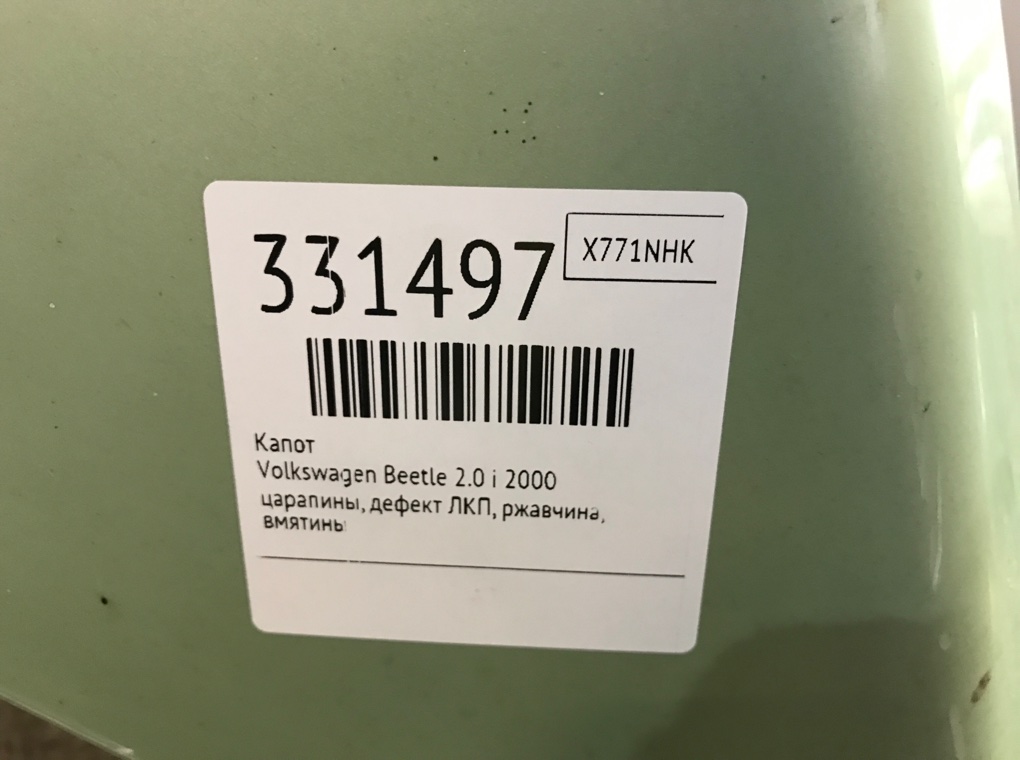 331497
X771NHK
Капот
Volkswagen Beetle 2.0 i 2000
царапины, дефект ЛКП, ржавчина,
вмятины